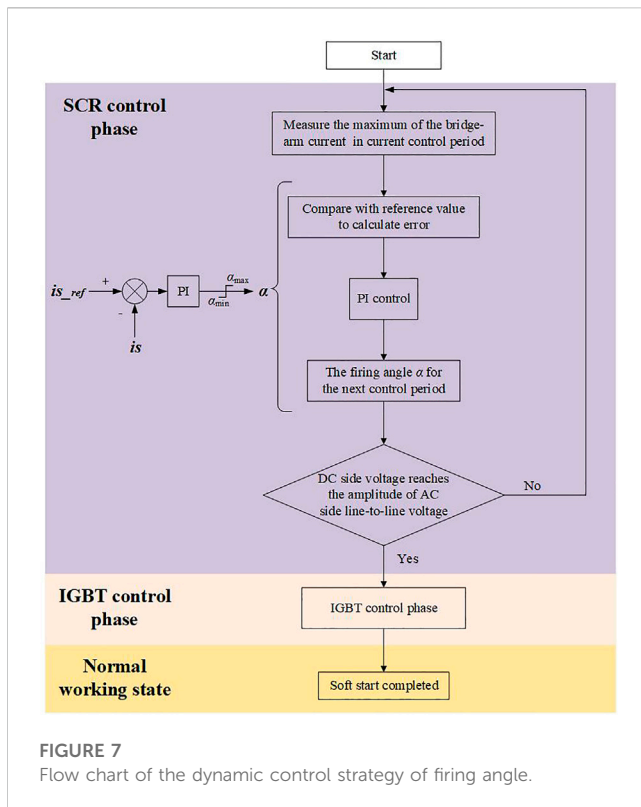 Start
SCR control
phase
Measure the maximum of the bridge-
arm current in current control period
Compare with reference value
to calculate error
is_ref
+
-
is
PI
αmax
αmin
α
PI control
The firing angle α for
the next control period
DC side voltage reaches
the amplitude of AC
side line-to-line voltage
No
Yes
IGBT control
phase
IGBT control phase
Normal
working state
Soft start completed
FIGURE 7
Flow chart of the dynamic control strategy of firing angle.